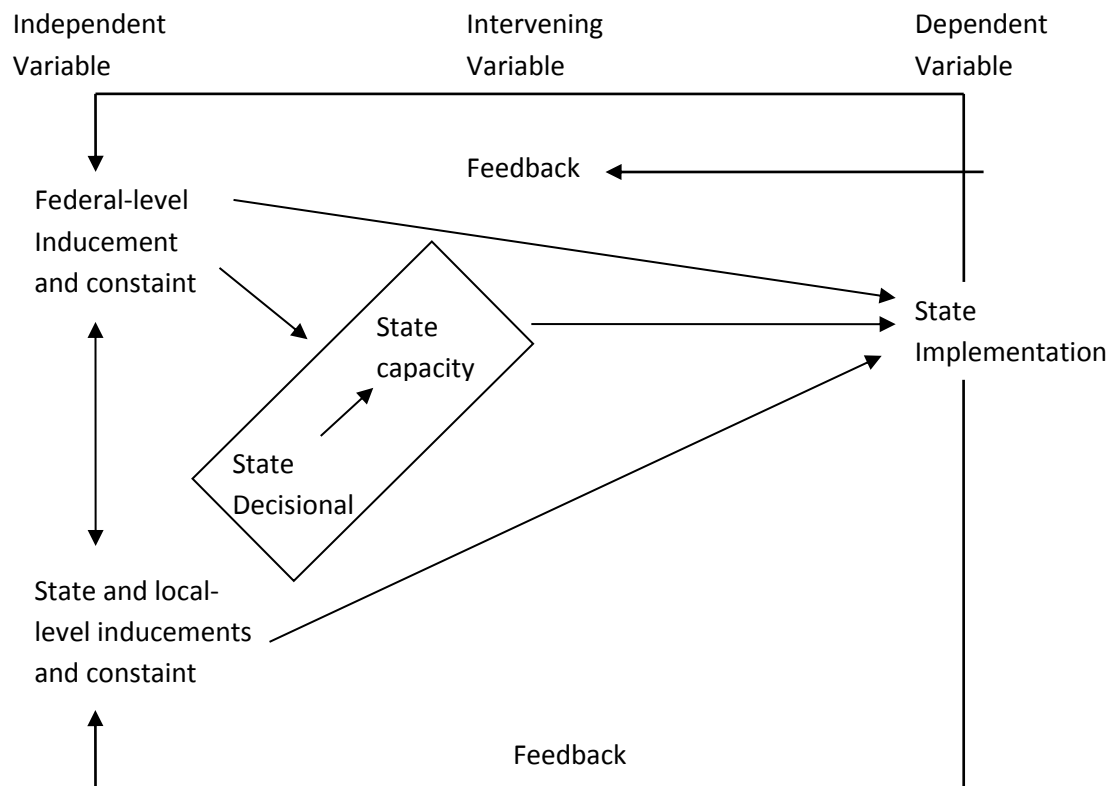 Independent
Variable
Intervening
Variable
Dependent
Variable
Feedback
Federal-level
Inducement
and constaint
State
capacity
State
Implementation
State
Decisional
State and local-
level inducements
and constaint
Feedback